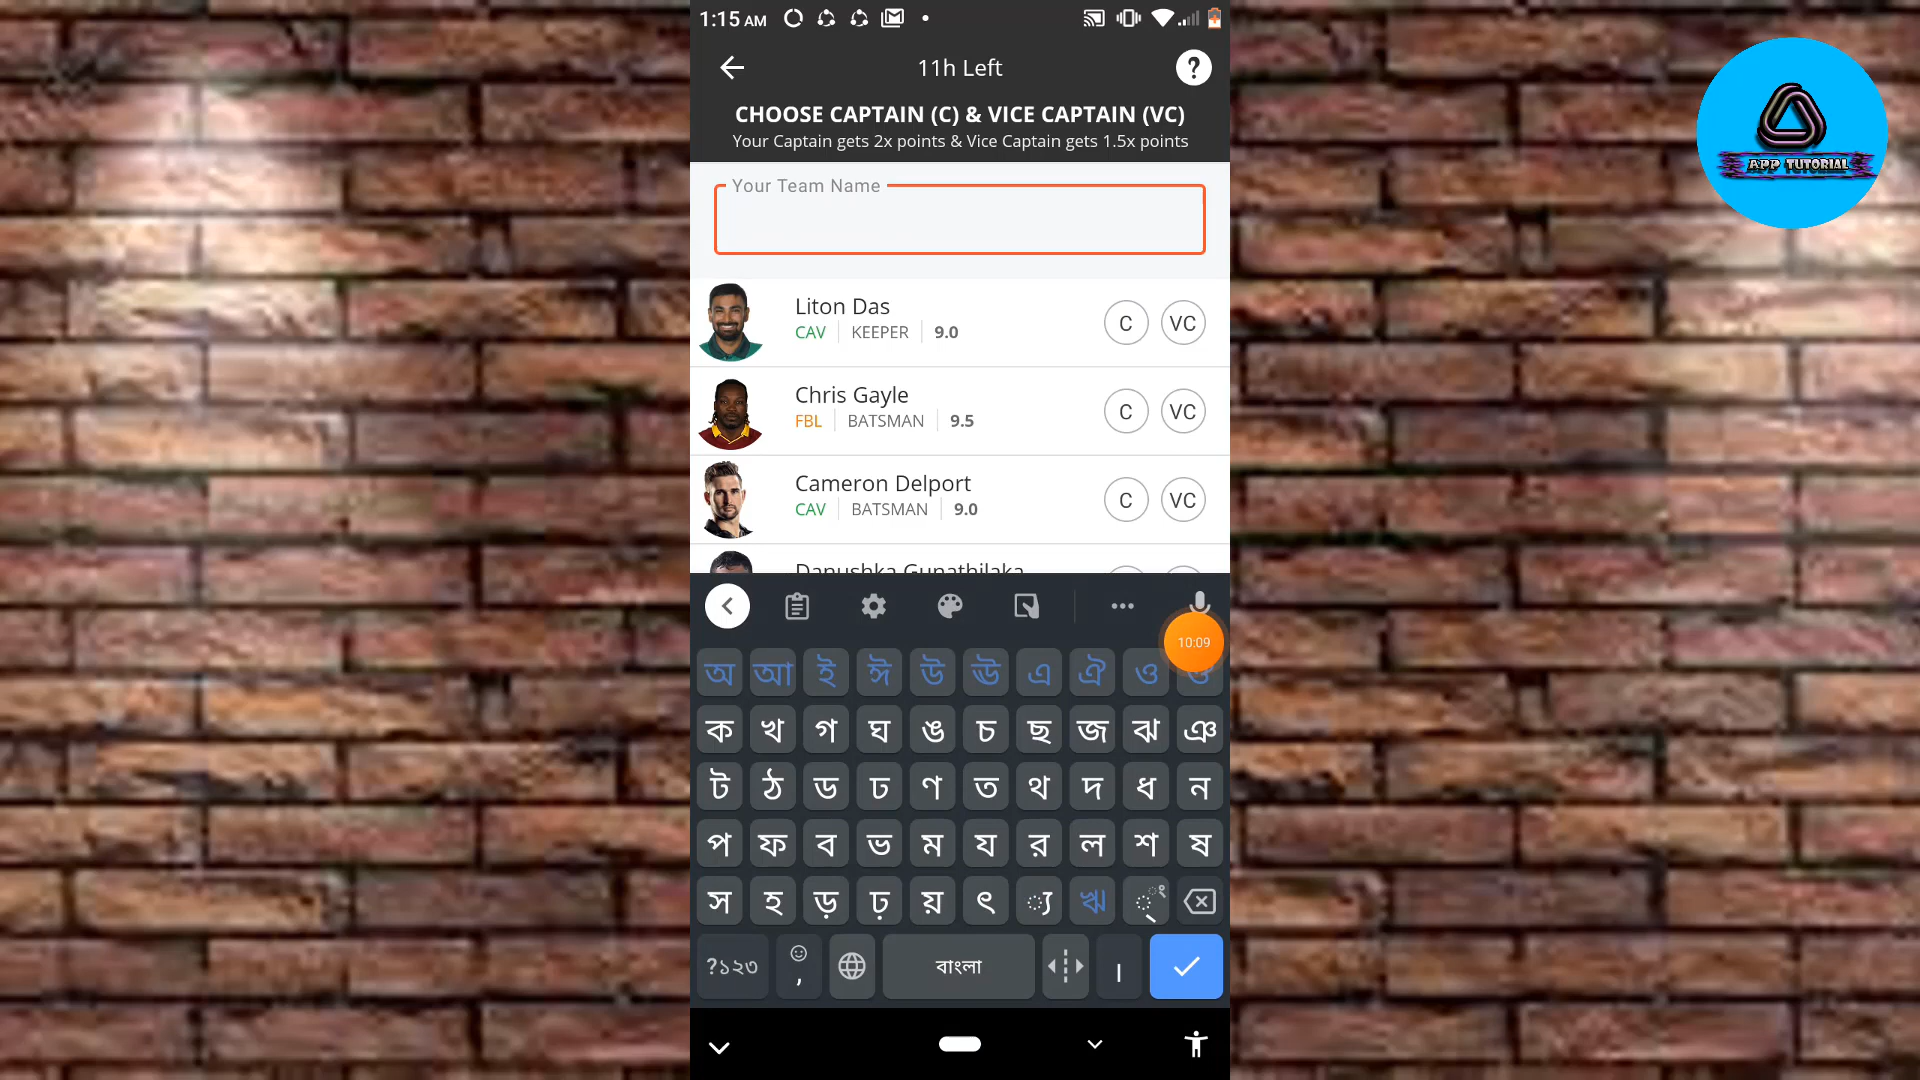 1:15 AM
11h Left
?
CHOOSE CAPTAIN (C) & VICE CAPTAIN (VC)
Your Captain gets 2x points & Vice Captain gets 1.5x points
Your Team Name
Liton Das
CAV KEEPER 9.0
C VC
Chris Gayle
FBL BATSMAN 9.5
C VC
Cameron Delport
CAV BATSMAN 9.0
C VC
Danushka Gunathilaka
10:09
অ আ ই ঈ উ ঊ এ ঐ ও
ক খ গ ঘ ঙ চ ছ জ ঝ ঞ
ট ঠ ড ঢ ণ ত থ দ ধ ন
প ফ ব ভ ম য র ল শ ষ
স হ ড় ঢ় য় ৎ ্য ঋ
?১২৩ , বাংলা ।
APP TUTORIAL